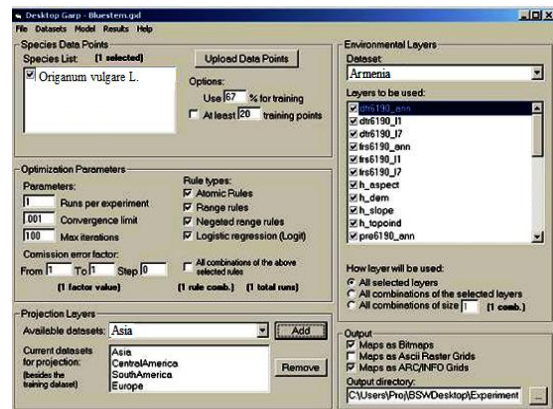 Desktop Garp - Bluestem.gxl
File Datasets Model Results Help
Species Data Points
Species List: (1 selected)
Upload Data Points
Origanum vulgare L.
Options:
Use 67 % for training
At least 20 training points
Optimization Parameters
Parameters:
1 Runs per experiment
.001 Convergence limit
100 Max iterations
Rule types:
Atomic Rules
Range rules
Negated range rules
Logistic regression (Logit)
Comission error factor:
From 1 To 1 Step 0
All combinations of the above
selected rules
(1 factor value) (1 rule comb.) (1 total runs)
Projection Layers
Available datasets: Asia Add
Current datasets
for projection:
(besides the
training dataset)
Asia
CentralAmerica
SouthAmerica
Europe
Remove
Environmental Layers
Dataset:
Armenia
Layers to be used:
dtr6190_ann
dtr6190_l1
dtr6190_l7
frs6190_ann
frs6190_l1
frs6190_l7
h_aspect
h_dem
h_slope
h_topoind
pre6190_ann
How layer will be used:
All selected layers
All combinations of the selected layers
All combinations of size 1 (1 comb.)
Output
Maps as Bitmaps
Maps as Ascii Raster Grids
Maps as ARC/INFO Grids
Output directory:
C:\Users\Proj\BSWDesktop\Experiment ...